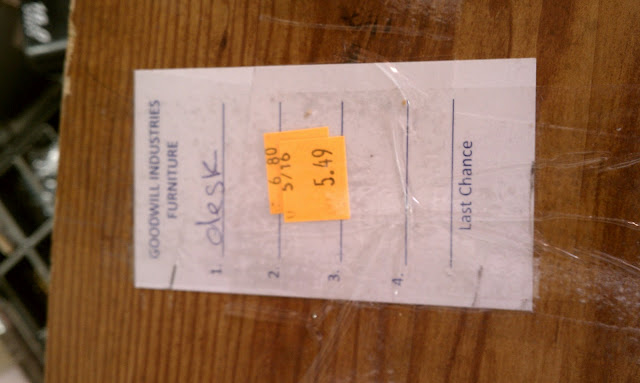 GOODWILL INDUSTRIES
FURNITURE
1. desk
2
6.80
5/16
3. 5.49
4.
Last Chance